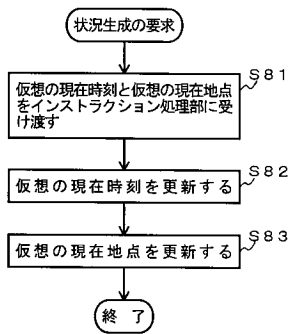 状況生成の要求
S81
仮想の現在時刻と仮想の現在地点
をインストラクション処理部に受
け渡す
S82
仮想の現在時刻を更新する
S83
仮想の現在地点を更新する
終了